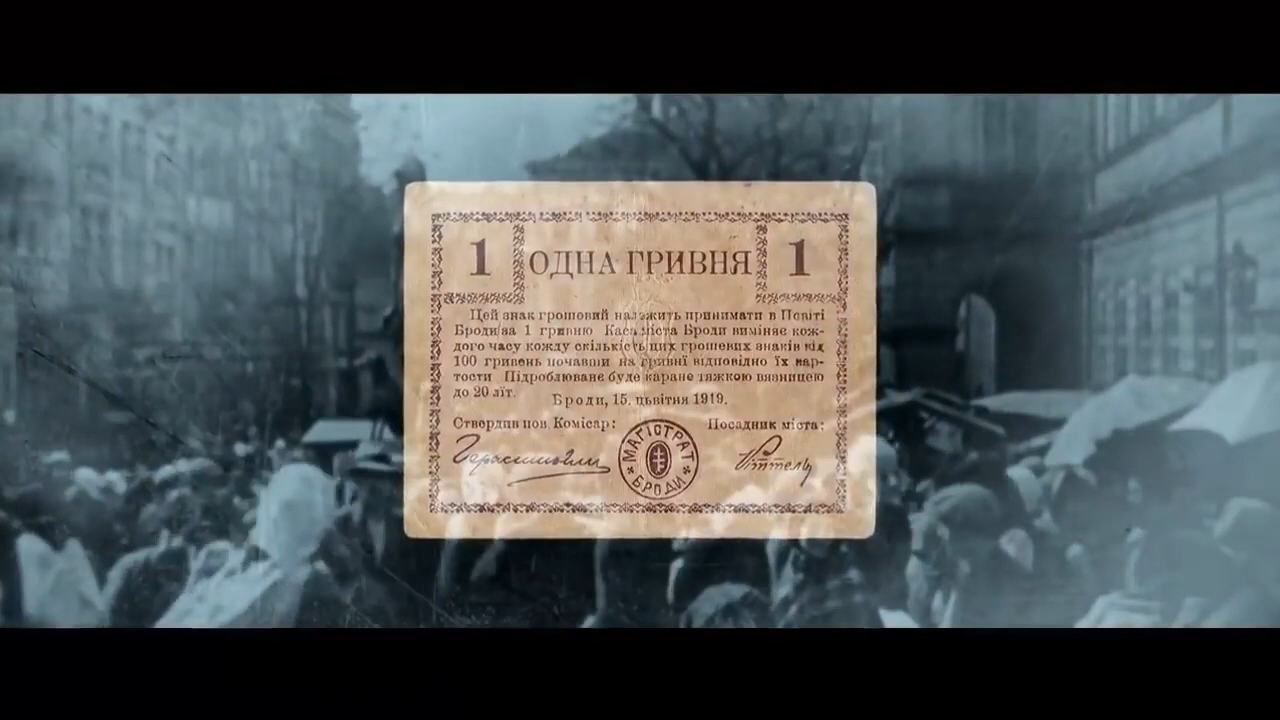 1 ОДНА ГРИВНЯ 1
Цей знак грошовий належить принимати в Повіті
Броди за 1 гривню Каса міста Броди виміняє кож-
дого часу кожду скількість цих грошевих знаків від
100 гривень почавши на гривні відповідно їх вар-
тости Підроблюванє буде каране тяжкою вязницею
до 20 літ.
Броди, 15. цьвітня 1919.
Ствердив пов. Комісар: Посадник міста:
МАГІСТРАТ
БРОДИ